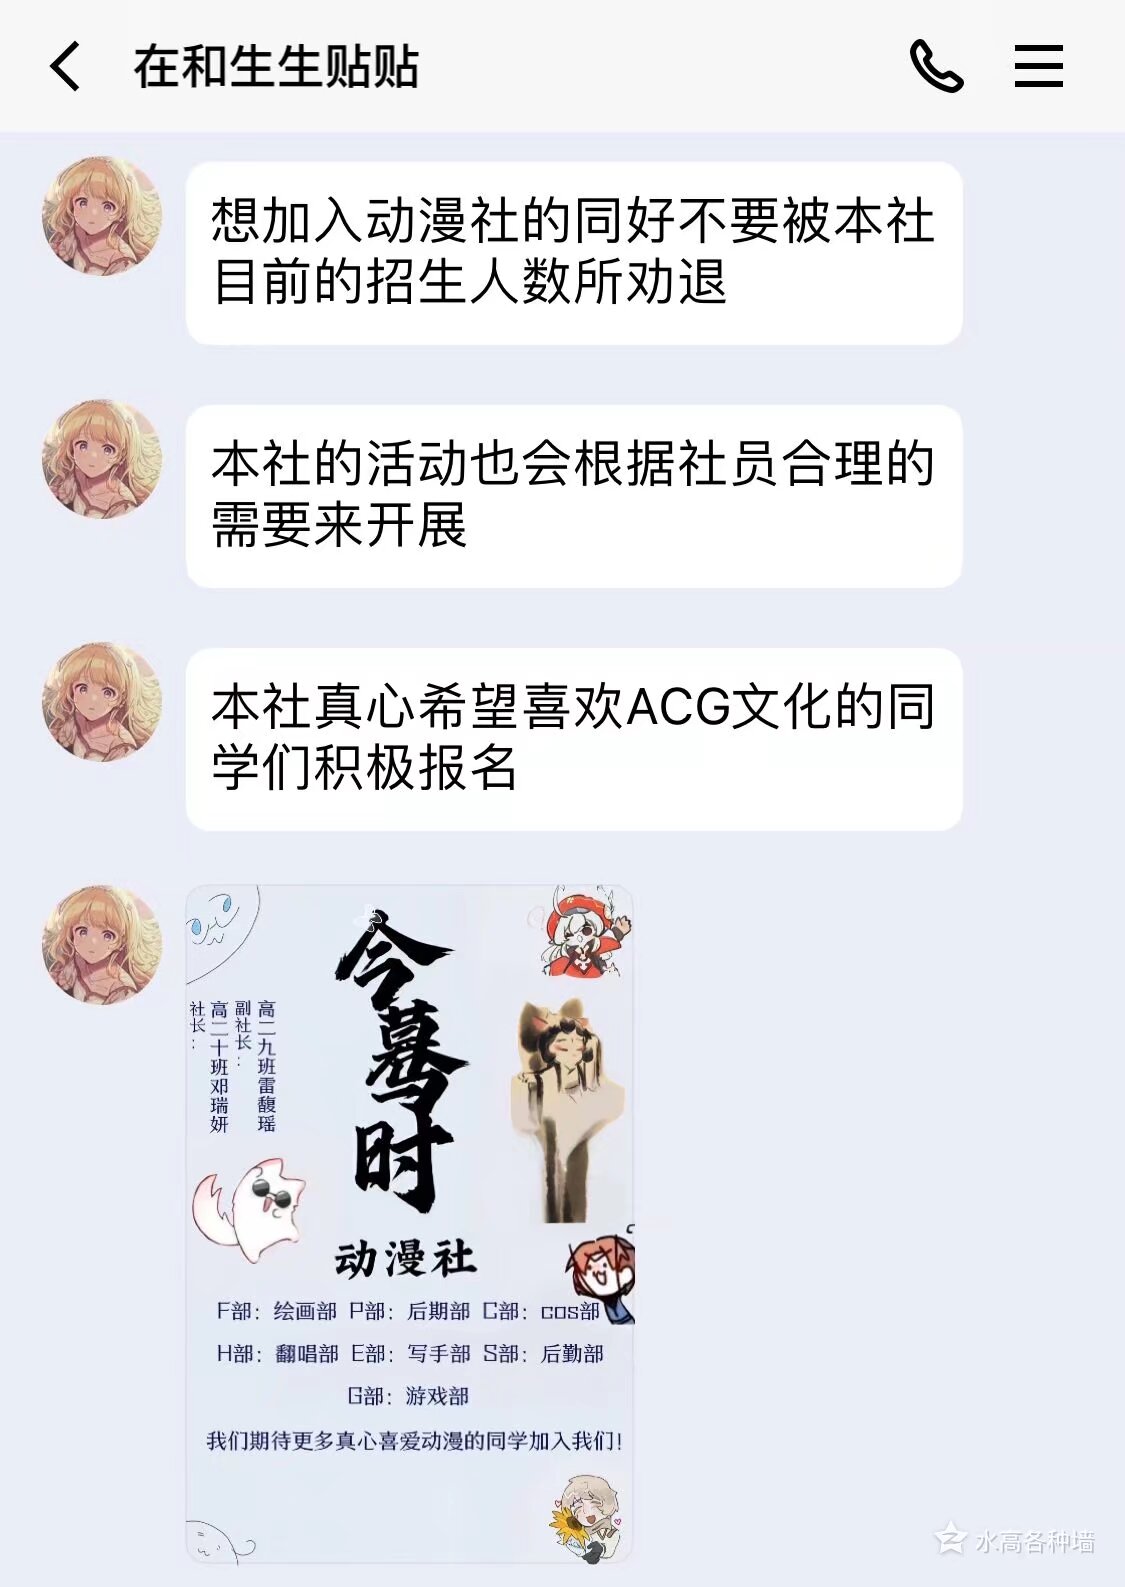 在和生生贴贴
想加入动漫社的同好不要被本社
目前的招生人数所劝退
本社的活动也会根据社员合理的
需要来开展
本社真心希望喜欢ACG文化的同
学们积极报名
今暮时
社长：
高二十班邓瑞妍
副社长：
高二九班雷馥瑶
动漫社
F部：绘画部 P部：后期部 C部：cos部
H部：翻唱部 E部：写手部 S部：后勤部
G部：游戏部
我们期待更多真心喜爱动漫的同学加入我们！
水高各种墙